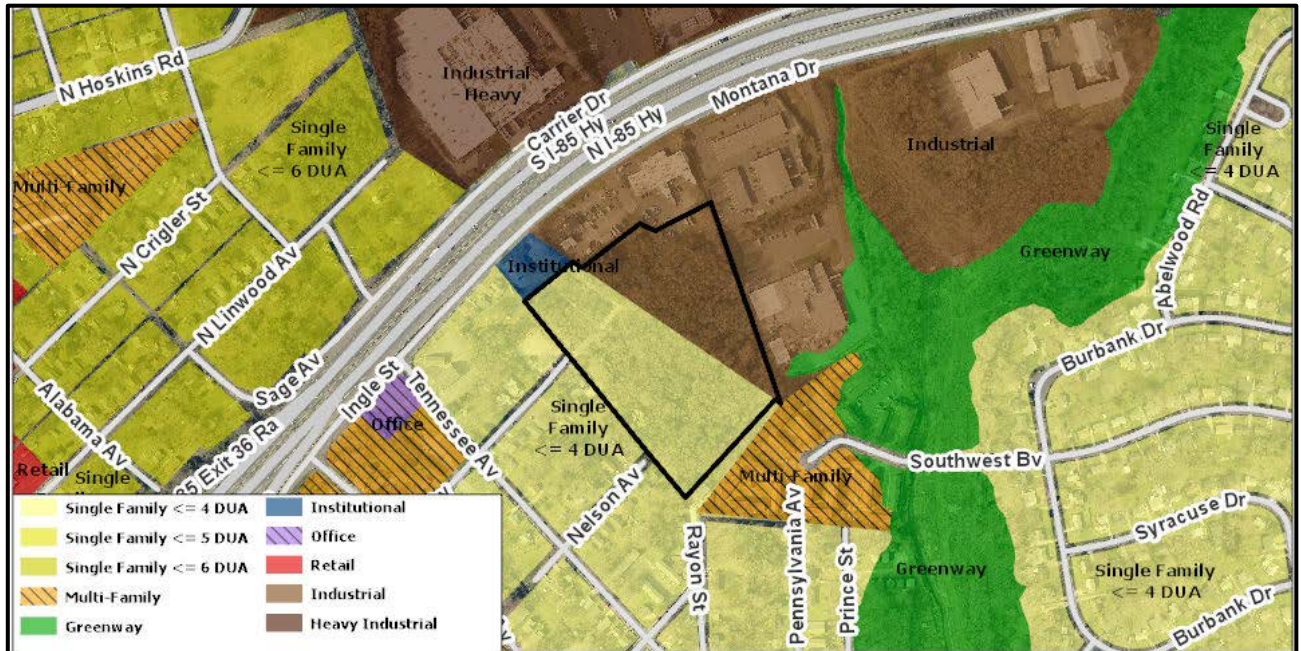 N Hoskins Rd
Industrial
- Heavy
Carrier Dr
S I-85 Hy
N I-85 Hy
Montana Dr
Single
Family
<= 6 DUA
Industrial
Single
Family
<= 4 DUA
Multi-Family
N Crigler St
N Linwood Av
Greenway
Abelwood Rd
Institutional
Burbank Dr
Sage Av
Alabama Av
Ingle St
Tennessee Av
Office
Single
Family
<= 4 DUA
Retail
Single
85 Exit 36 Ra
Multi-Family
Southwest Bv
Nelson Av
Rayon St
Pennsylvania Av
Prince St
Syracuse Dr
Greenway
Single Family
<= 4 DUA
Burbank Dr
Single Family <= 4 DUA
Single Family <= 5 DUA
Single Family <= 6 DUA
Multi-Family
Greenway
Institutional
Office
Retail
Industrial
Heavy Industrial